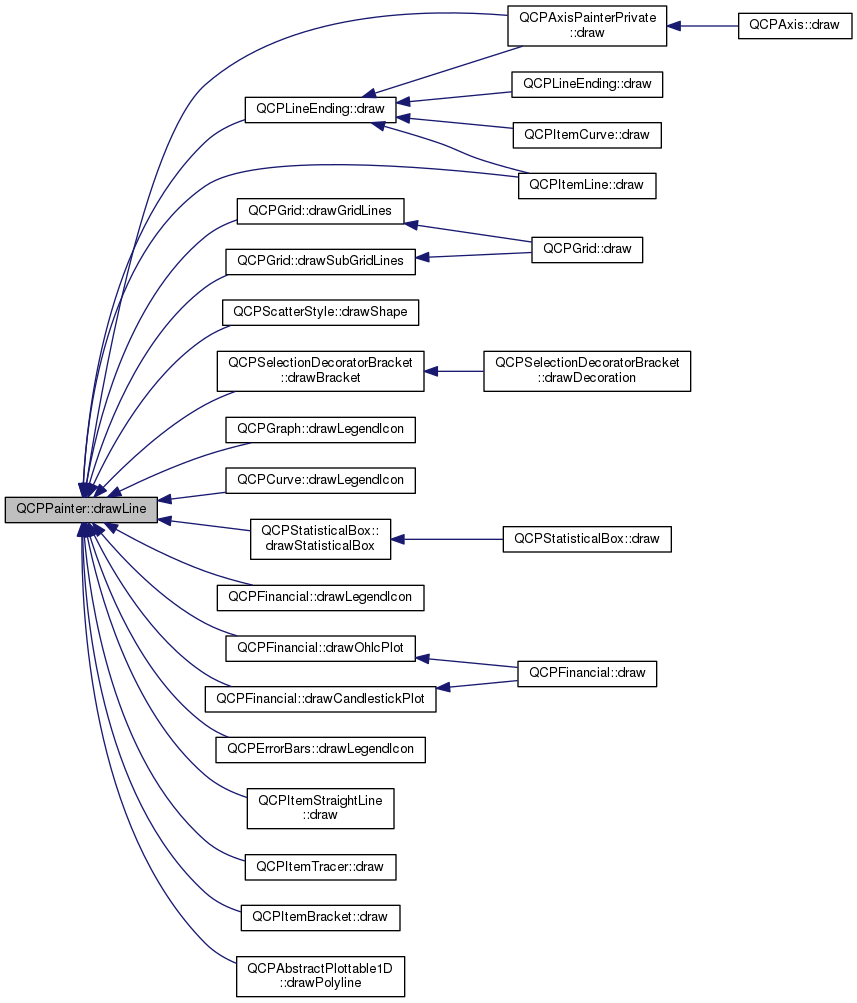 QCPAxisPainterPrivate
::draw
QCPAxis::draw
QCPLineEnding::draw
QCPLineEnding::draw
QCPItemCurve::draw
QCPItemLine::draw
QCPGrid::drawGridLines
QCPGrid::draw
QCPGrid::drawSubGridLines
QCPScatterStyle::drawShape
QCPSelectionDecoratorBracket
::drawBracket
QCPSelectionDecoratorBracket
::drawDecoration
QCPGraph::drawLegendIcon
QCPCurve::drawLegendIcon
QCPPainter::drawLine
QCPStatisticalBox::
drawStatisticalBox
QCPStatisticalBox::draw
QCPFinancial::drawLegendIcon
QCPFinancial::drawOhlcPlot
QCPFinancial::draw
QCPFinancial::drawCandlestickPlot
QCPErrorBars::drawLegendIcon
QCPItemStraightLine
::draw
QCPItemTracer::draw
QCPItemBracket::draw
QCPAbstractPlottable1D
::drawPolyline